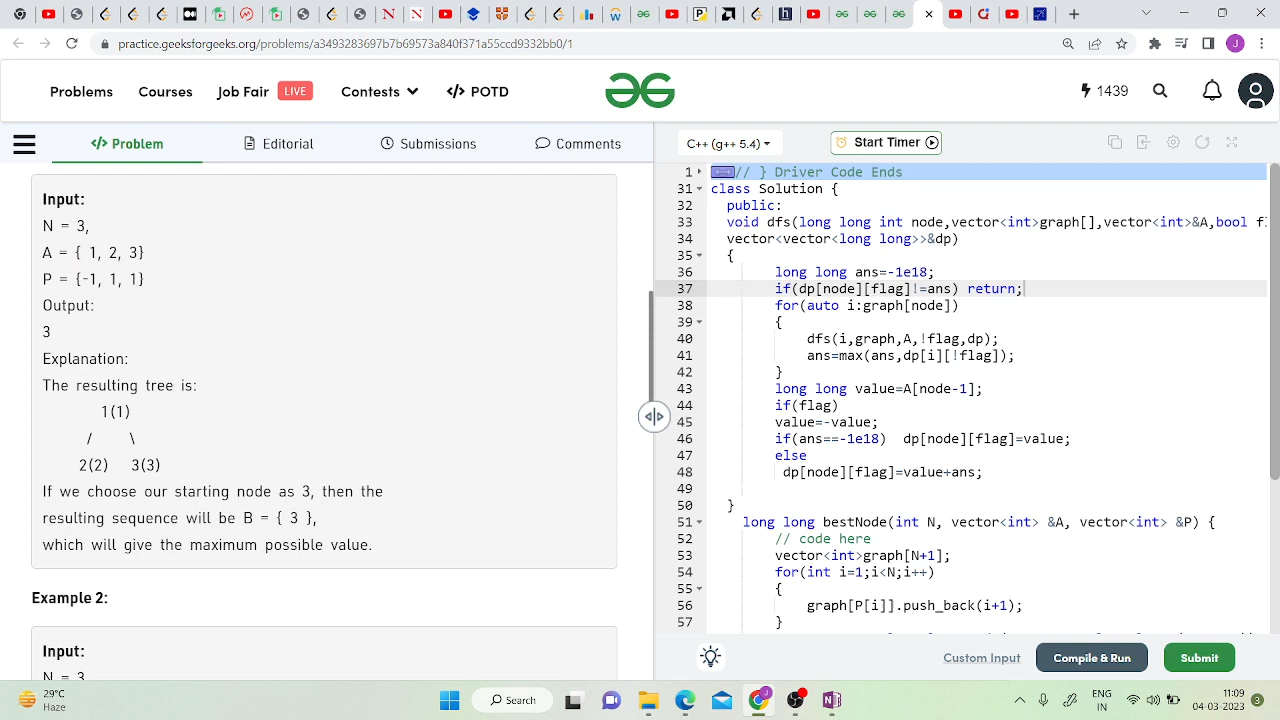 practice.geeksforgeeks.org/problems/a3493283697b7b69573a840f371a55ccd9332bb0/1
J
Problems
Courses
Job Fair LIVE
Contests
</> POTD
1439
</> Problem
Editorial
Submissions
Comments
C++ (g++ 5.4)
Start Timer
Input:
N = 3,
A = { 1, 2, 3}
P = {-1, 1, 1}
Output:
3
Explanation:
The resulting tree is:
1(1)
/ \
2(2) 3(3)
If we choose our starting node as 3, then the
resulting sequence will be B = { 3 },
which will give the maximum possible value.
Example 2:
Input:
N = 3
1 // } Driver Code Ends
31 class Solution {
32 public:
33 void dfs(long long int node,vector<int>graph[],vector<int>&A,bool fl
34 vector<vector<long long>>&dp)
35 {
36 long long ans=-1e18;
37 if(dp[node][flag]!=ans) return;
38 for(auto i:graph[node])
39 {
40 dfs(i,graph,A,!flag,dp);
41 ans=max(ans,dp[i][!flag]);
42 }
43 long long value=A[node-1];
44 if(flag)
45 value=-value;
46 if(ans==-1e18) dp[node][flag]=value;
47 else
48 dp[node][flag]=value+ans;
49
50 }
51 long long bestNode(int N, vector<int> &A, vector<int> &P) {
52 // code here
53 vector<int>graph[N+1];
54 for(int i=1;i<N;i++)
55 {
56 graph[P[i]].push_back(i+1);
57 }
Custom Input
Compile & Run
Submit
29°C
Haze
Search
ENG
IN
11:09
04-03-2023
3